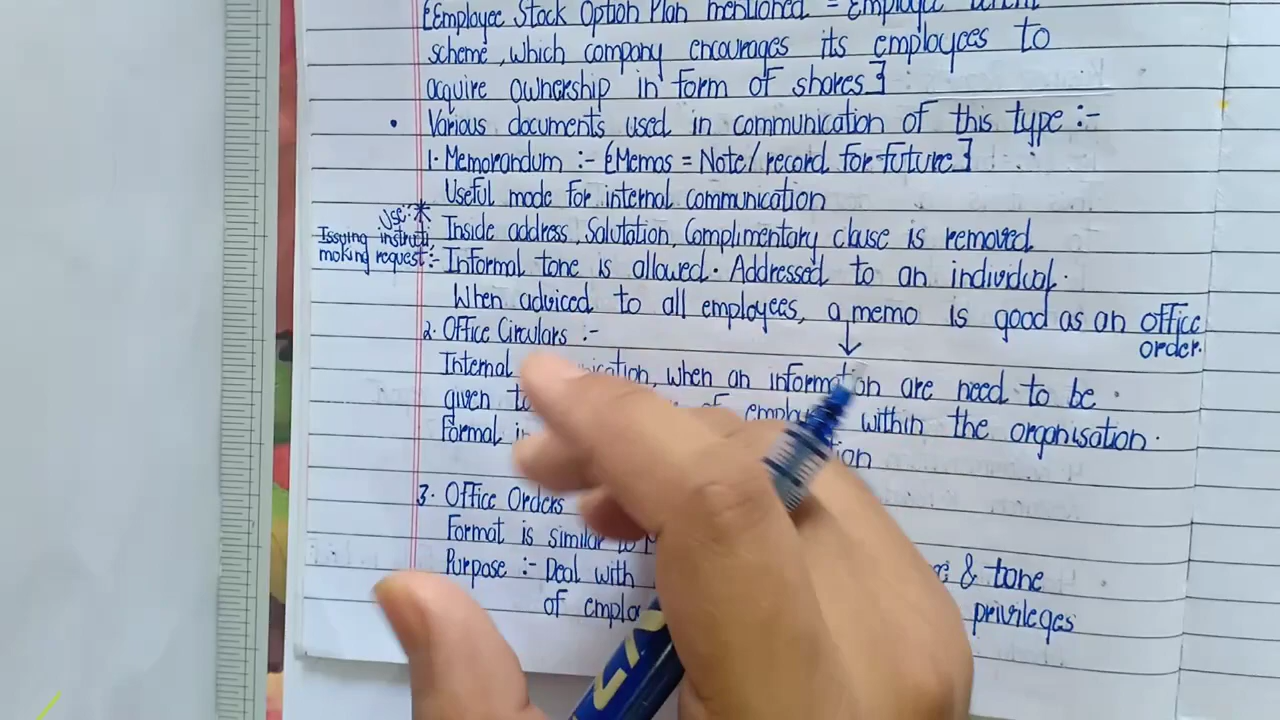 [Employee Stock Option Plan mentioned = Employee
scheme, which company encourages its employees to
acquire ownership in form of shares]
• Various documents used in communication of this type :-
1. Memorandum :- [Memos = Note/record for future]
Useful mode for internal communication
Use:-* Inside address, Salutation, Complimentary clause is removed
Issuing instructi
making request:- Informal tone is allowed. Addressed to an individual.
When adviced to all employees, a memo is good as an office
order.
2. Office Circulars :-
Internal when an information are need to be
given to of within the organisation.
Formal
3. Office Orders
Format is similar to
Purpose :- Deal with & tone
of privileges